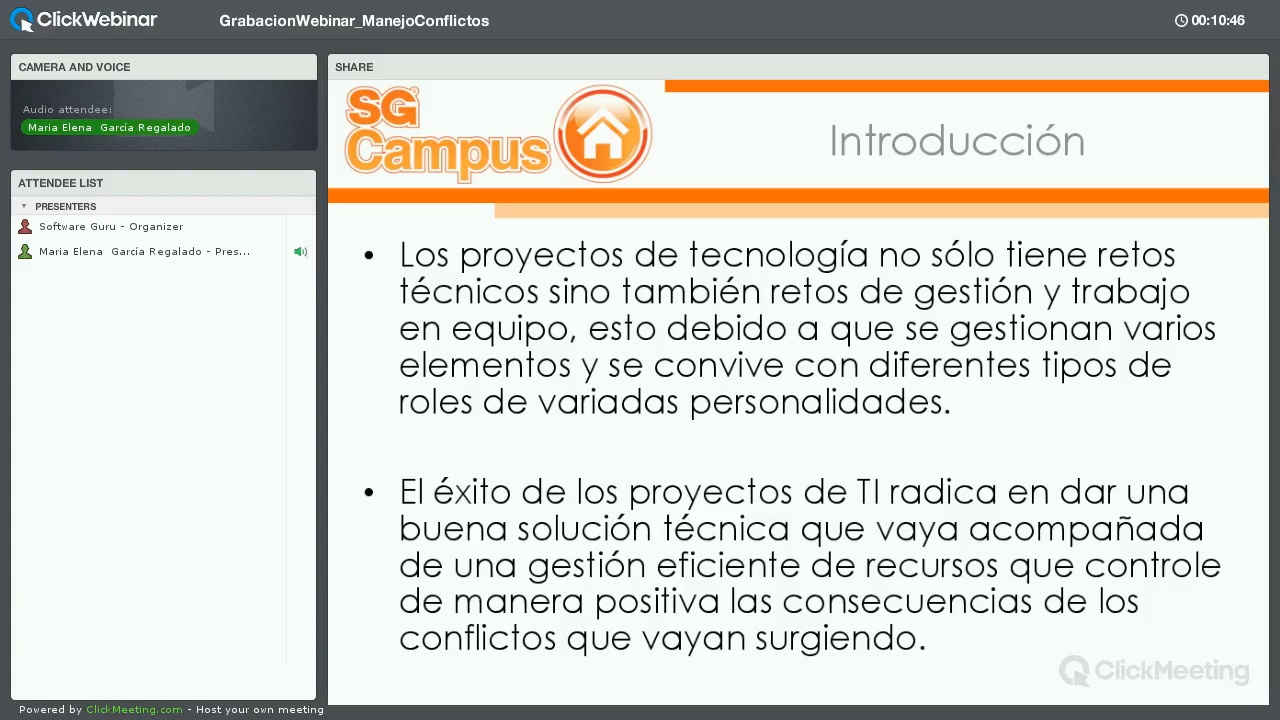 ClickWebinar
GrabacionWebinar_ManejoConflictos
00:10:46
CAMERA AND VOICE
Audio attendee:
Maria Elena García Regalado
ATTENDEE LIST
PRESENTERS
Software Guru - Organizer
Maria Elena García Regalado - Pres...
SHARE
SG
Campus
Introducción
• Los proyectos de tecnología no sólo tiene retos
técnicos sino también retos de gestión y trabajo
en equipo, esto debido a que se gestionan varios
elementos y se convive con diferentes tipos de
roles de variadas personalidades.
• El éxito de los proyectos de TI radica en dar una
buena solución técnica que vaya acompañada
de una gestión eficiente de recursos que controle
de manera positiva las consecuencias de los
conflictos que vayan surgiendo.
ClickMeeting
Powered by ClickMeeting.com - Host your own meeting